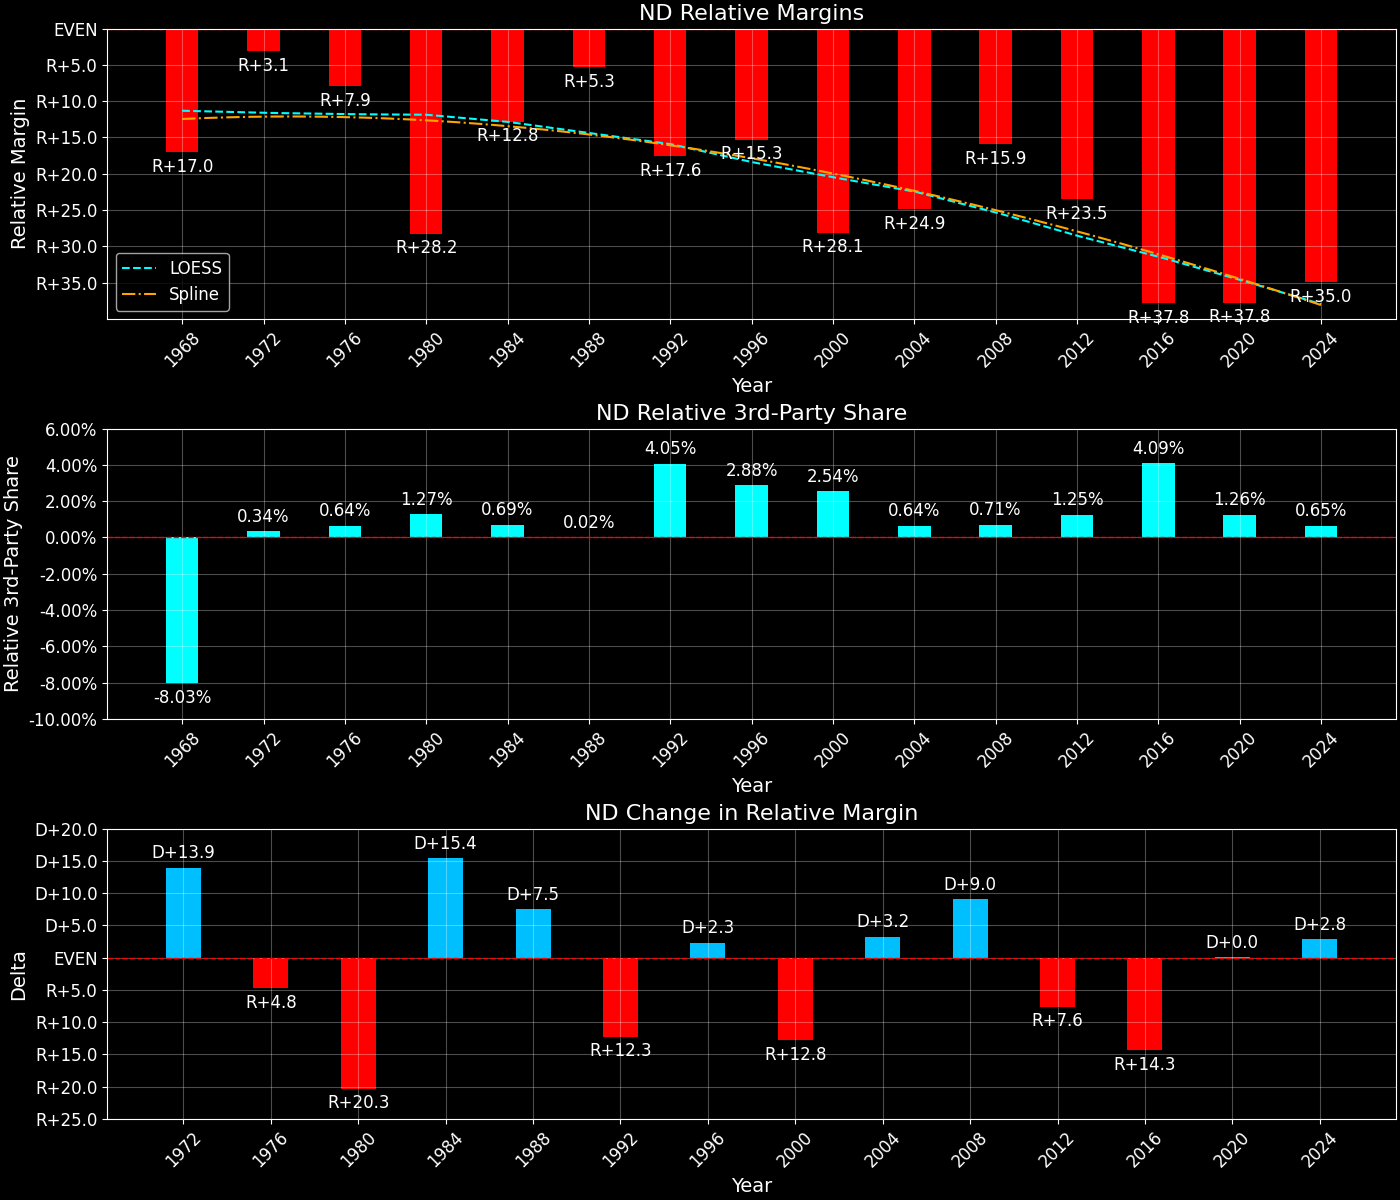 ND Relative Margins
Relative Margin
EVEN
R+5.0
R+10.0
R+15.0
R+20.0
R+25.0
R+30.0
R+35.0
R+17.0
R+3.1
R+7.9
R+28.2
R+12.8
R+5.3
R+17.6
R+15.3
R+28.1
R+24.9
R+15.9
R+23.5
R+37.8
R+37.8
R+35.0
LOESS
Spline
1968 1972 1976 1980 1984 1988 1992 1996 2000 2004 2008 2012 2016 2020 2024
Year
ND Relative 3rd-Party Share
Relative 3rd-Party Share
6.00%
4.00%
2.00%
0.00%
-2.00%
-4.00%
-6.00%
-8.00%
-10.00%
-8.03%
0.34%
0.64%
1.27%
0.69%
0.02%
4.05%
2.88%
2.54%
0.64%
0.71%
1.25%
4.09%
1.26%
0.65%
1968 1972 1976 1980 1984 1988 1992 1996 2000 2004 2008 2012 2016 2020 2024
Year
ND Change in Relative Margin
Delta
D+20.0
D+15.0
D+10.0
D+5.0
EVEN
R+5.0
R+10.0
R+15.0
R+20.0
R+25.0
D+13.9
R+4.8
R+20.3
D+15.4
D+7.5
R+12.3
D+2.3
R+12.8
D+3.2
D+9.0
R+7.6
R+14.3
D+0.0
D+2.8
1972 1976 1980 1984 1988 1992 1996 2000 2004 2008 2012 2016 2020 2024
Year